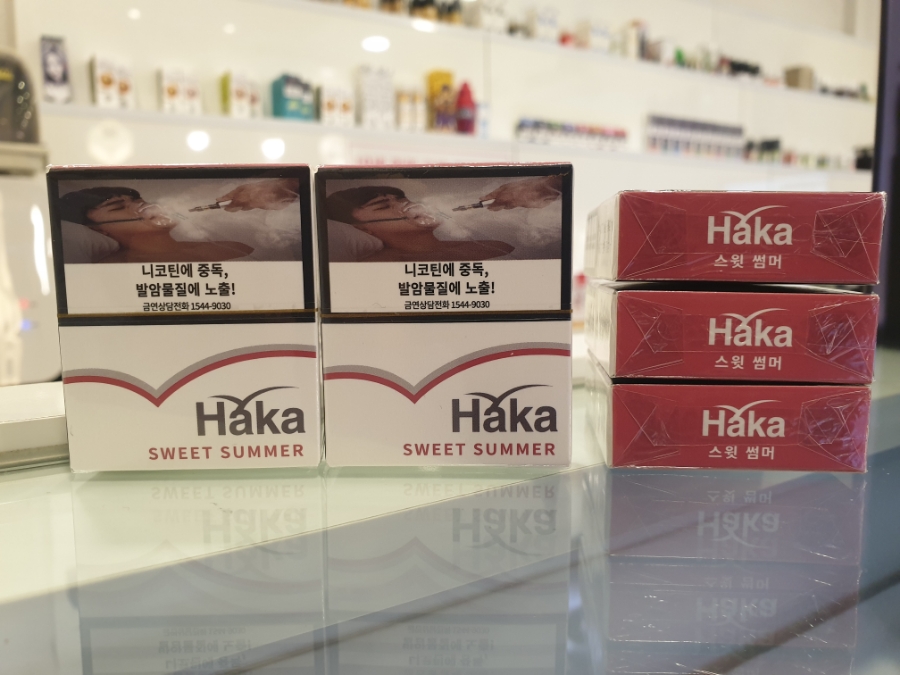 니코틴에 중독,
발암물질에 노출!
금연상담전화 1544-9030
Haka
SWEET SUMMER
니코틴에 중독,
발암물질에 노출!
금연상담전화 1544-9030
Haka
SWEET SUMMER
Haka
스윗 썸머
Haka
스윗 썸머
Haka
스윗 썸머